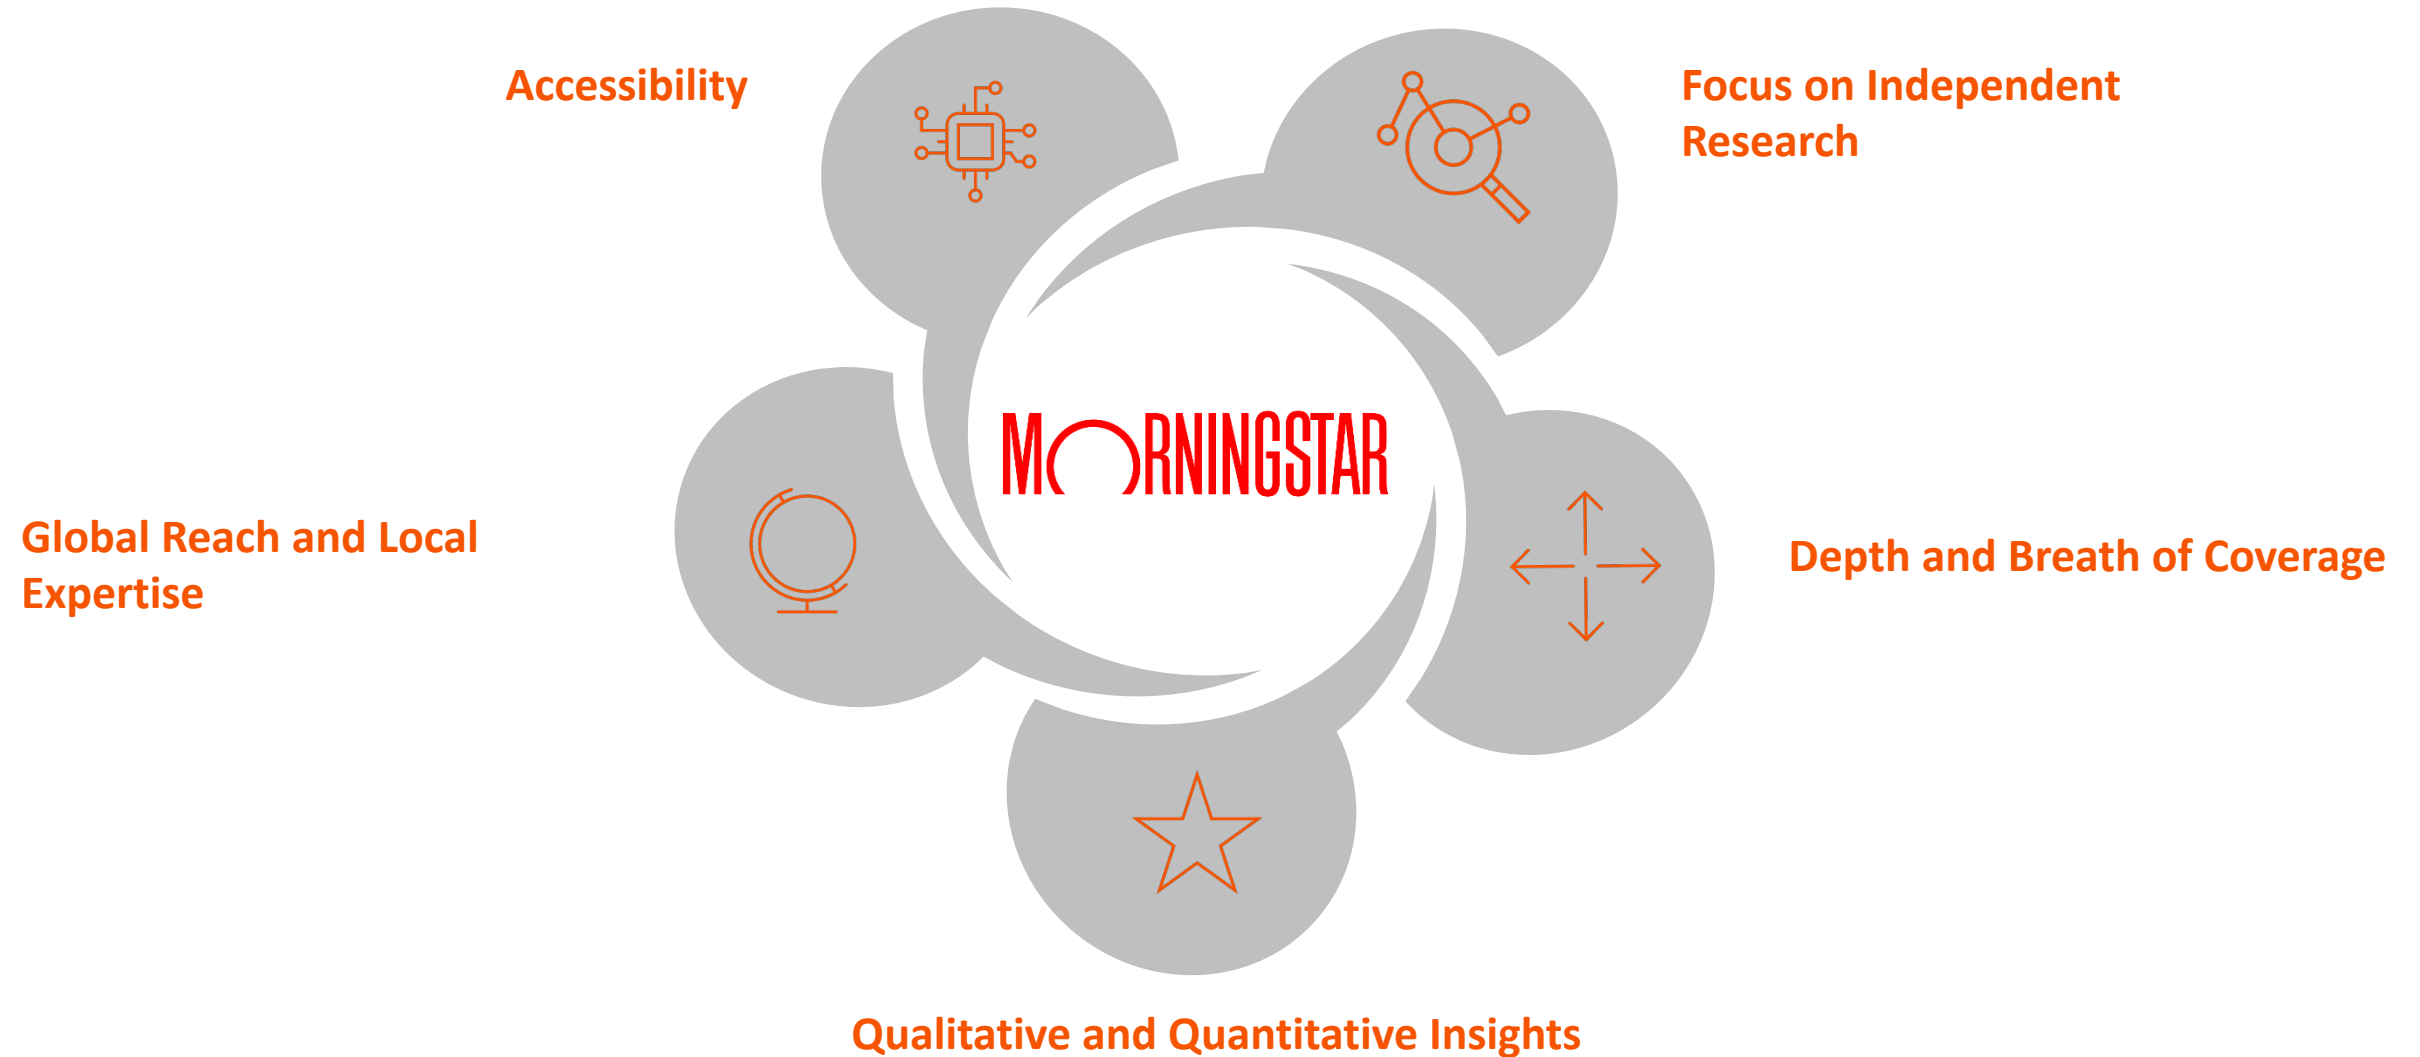 Accessibility
Focus on Independent
Research
MORNINGSTAR
Global Reach and Local
Expertise
Depth and Breath of Coverage
Qualitative and Quantitative Insights